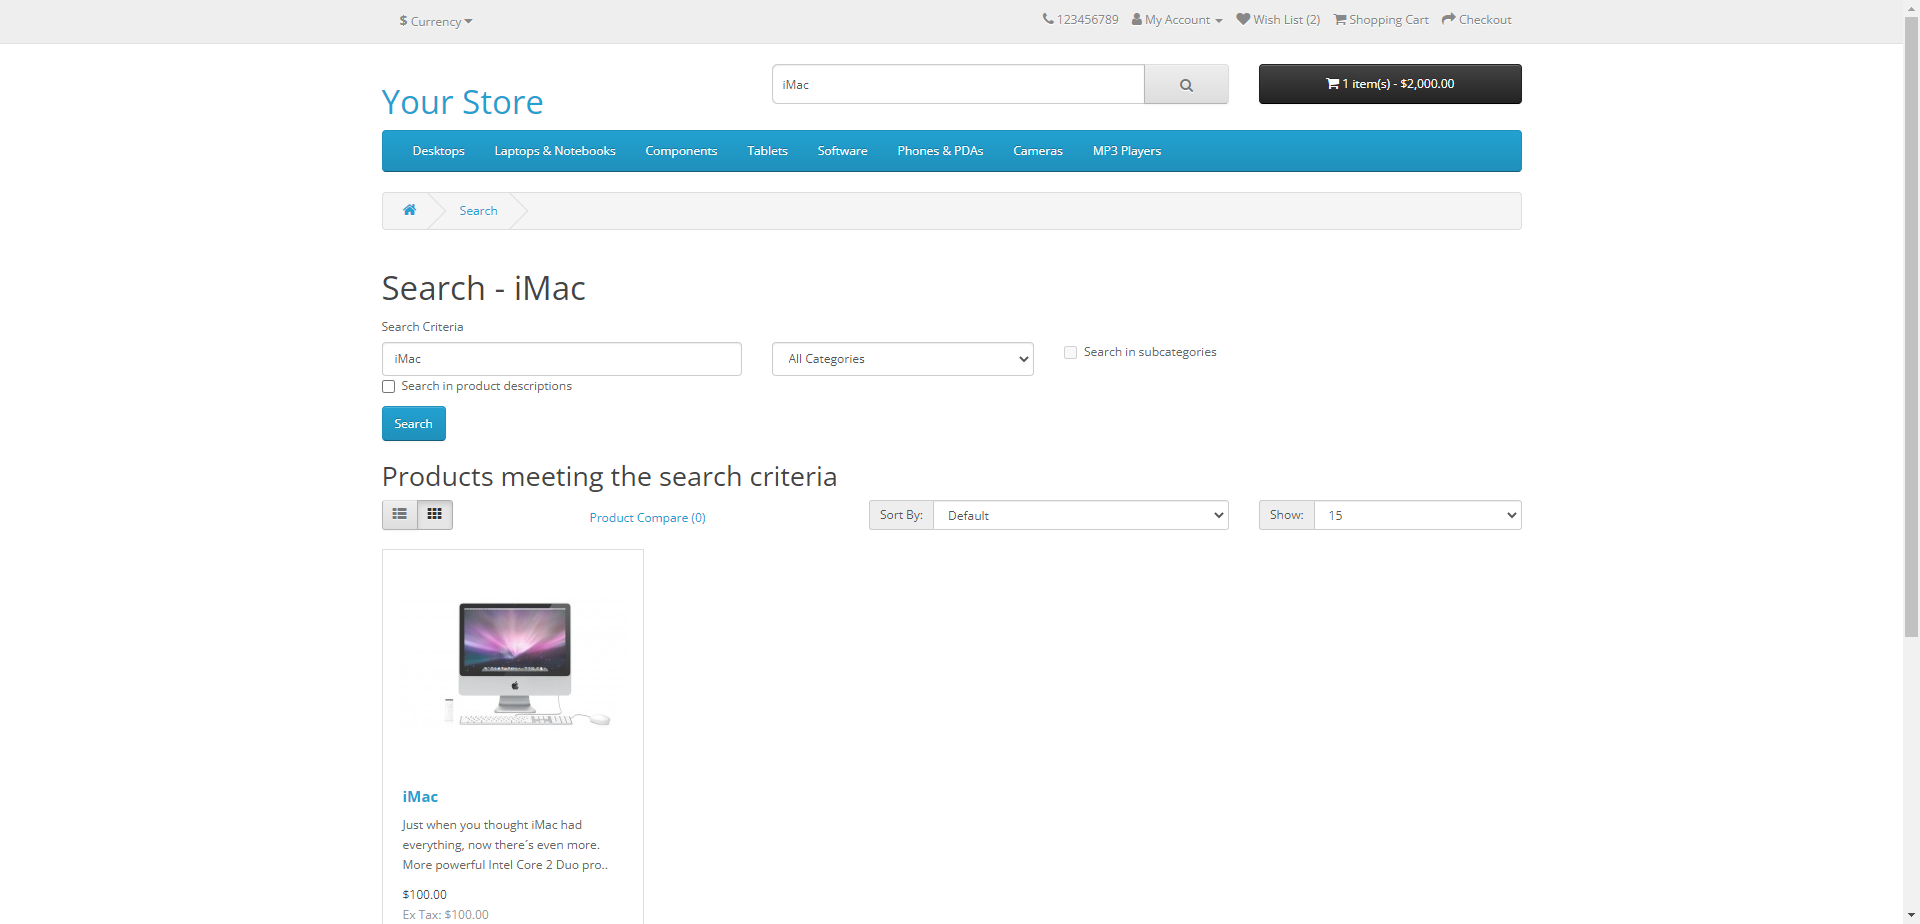 $ Currency
123456789 My Account Wish List (2) Shopping Cart Checkout
Your Store
iMac
1 item(s) - $2,000.00
Desktops Laptops & Notebooks Components Tablets Software Phones & PDAs Cameras MP3 Players
Search
Search - iMac
Search Criteria
iMac
All Categories
Search in subcategories
Search in product descriptions
Search
Products meeting the search criteria
Product Compare (0)
Sort By: Default
Show: 15
iMac
Just when you thought iMac had
everything, now there´s even more.
More powerful Intel Core 2 Duo pro..
$100.00
Ex Tax: $100.00